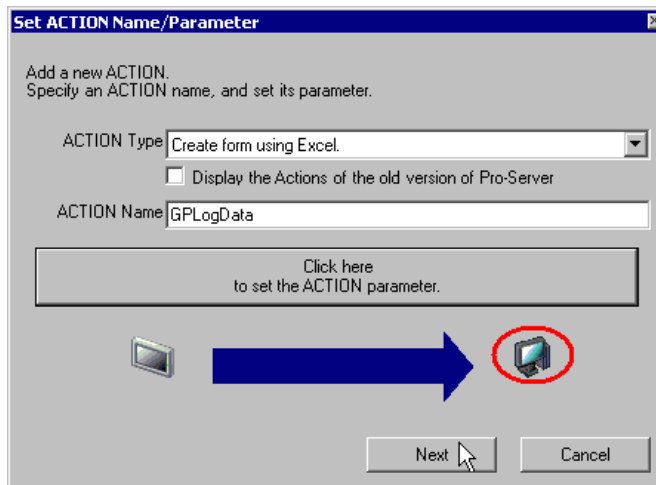 Set ACTION Name/Parameter
Add a new ACTION.
Specify an ACTION name, and set its parameter.
ACTION Type Create form using Excel.
Display the Actions of the old version of Pro-Server
ACTION Name GPLogData
Click here
to set the ACTION parameter.
Next Cancel